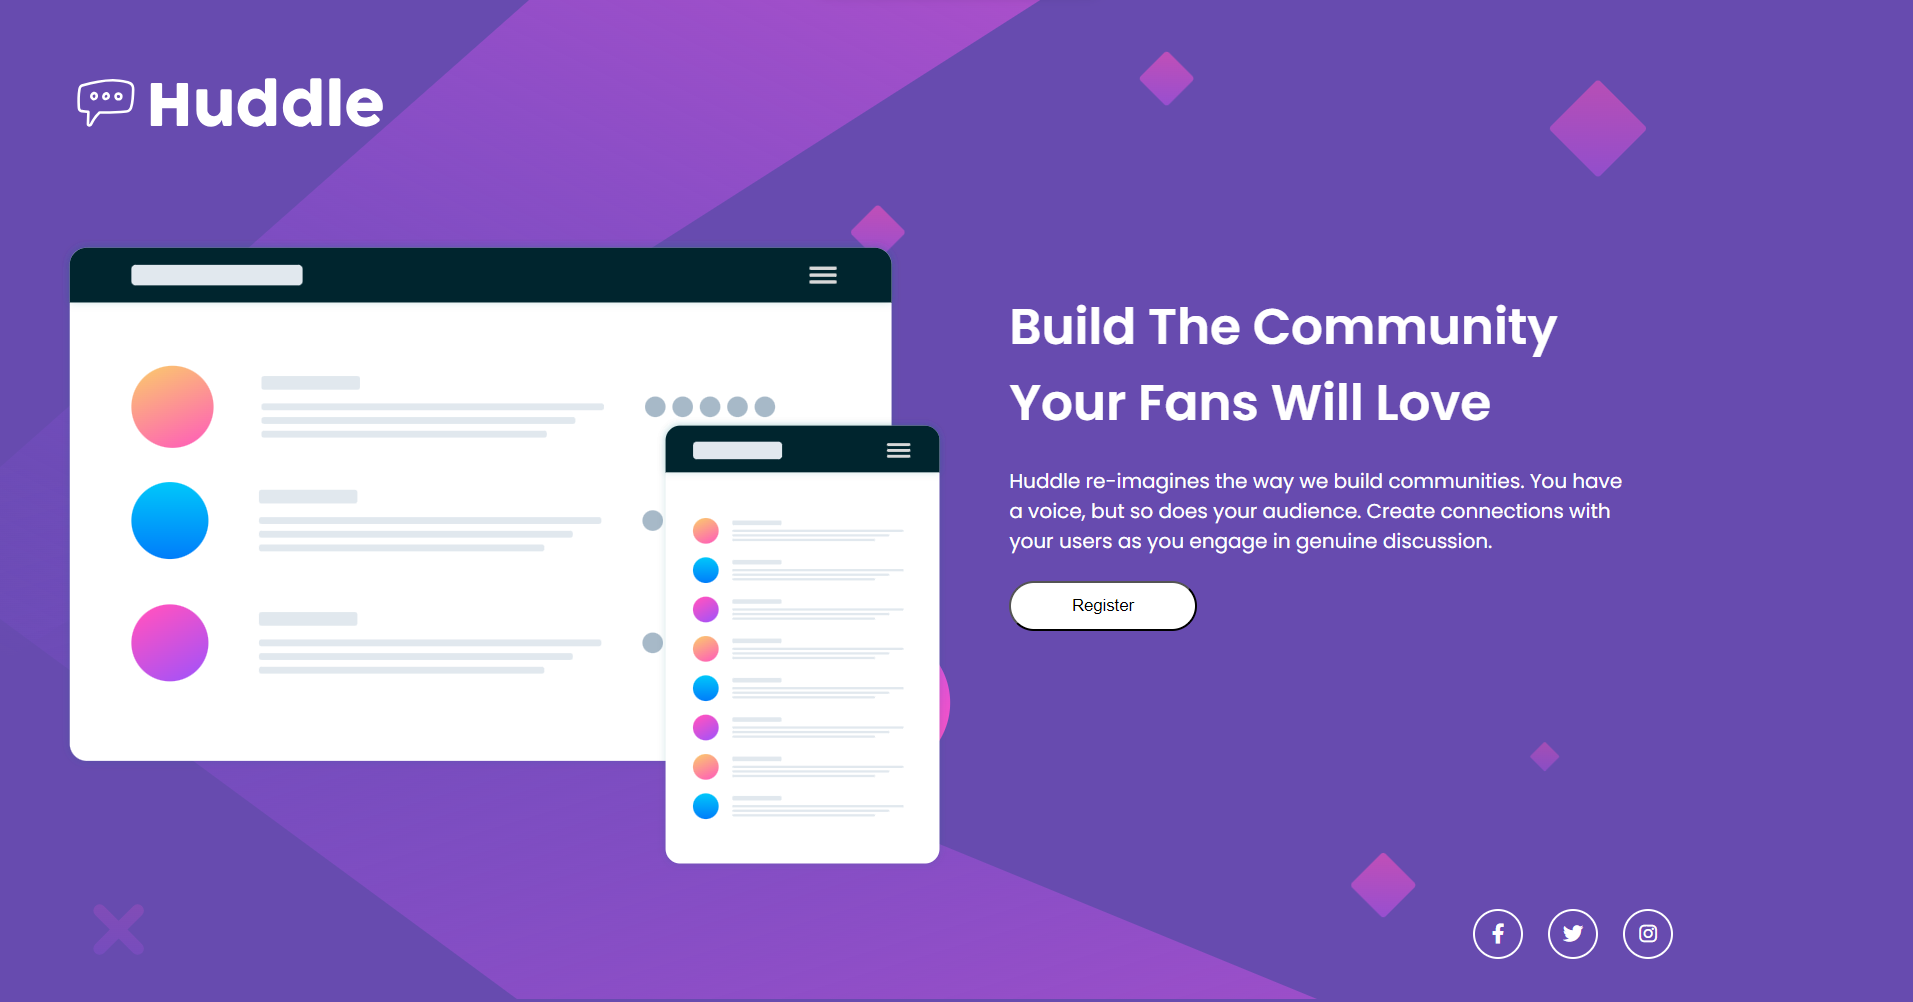 Huddle
Build The Community
Your Fans Will Love
Huddle re-imagines the way we build communities. You have
a voice, but so does your audience. Create connections with
your users as you engage in genuine discussion.
Register